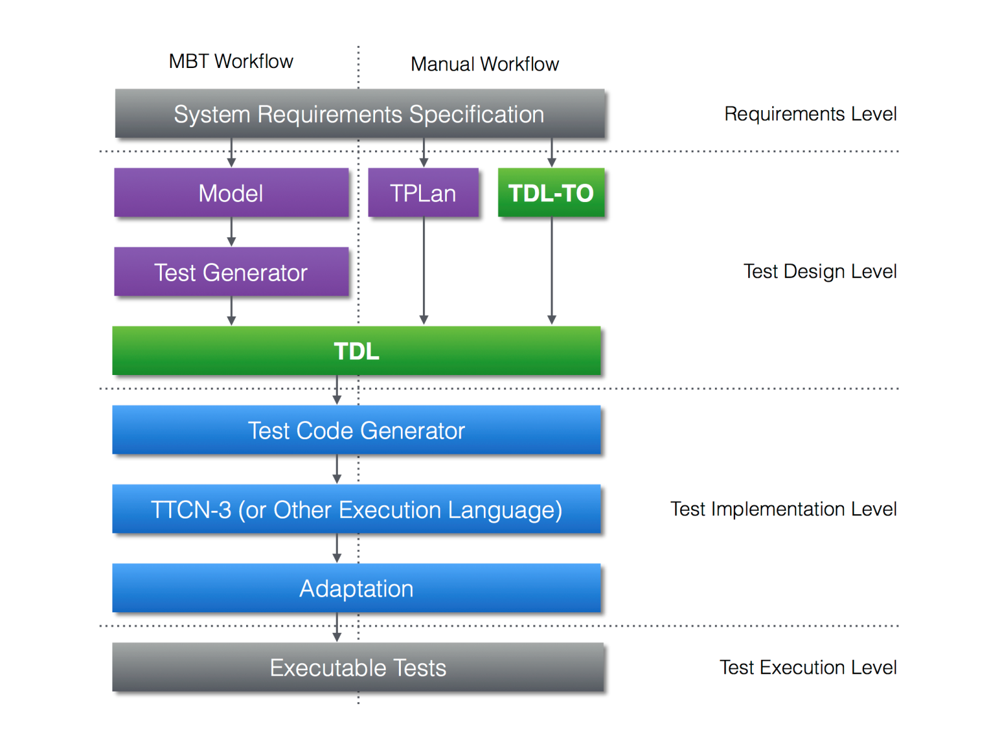 MBT Workflow
Manual Workflow
System Requirements Specification
Requirements Level
Model
TPLan
TDL-TO
Test Generator
Test Design Level
TDL
Test Code Generator
TTCN-3 (or Other Execution Language)
Test Implementation Level
Adaptation
Executable Tests
Test Execution Level